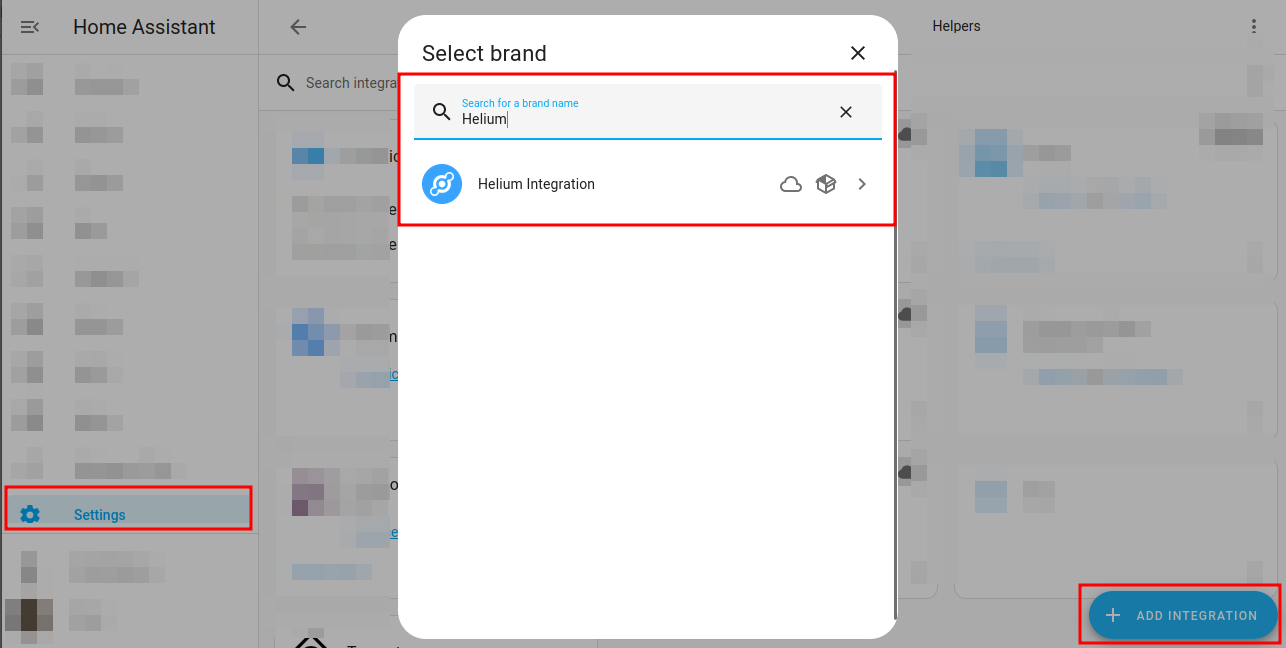 Home Assistant
Helpers
Select brand
Search integra
Search for a brand name
Helium
Helium Integration
Settings
ADD INTEGRATION